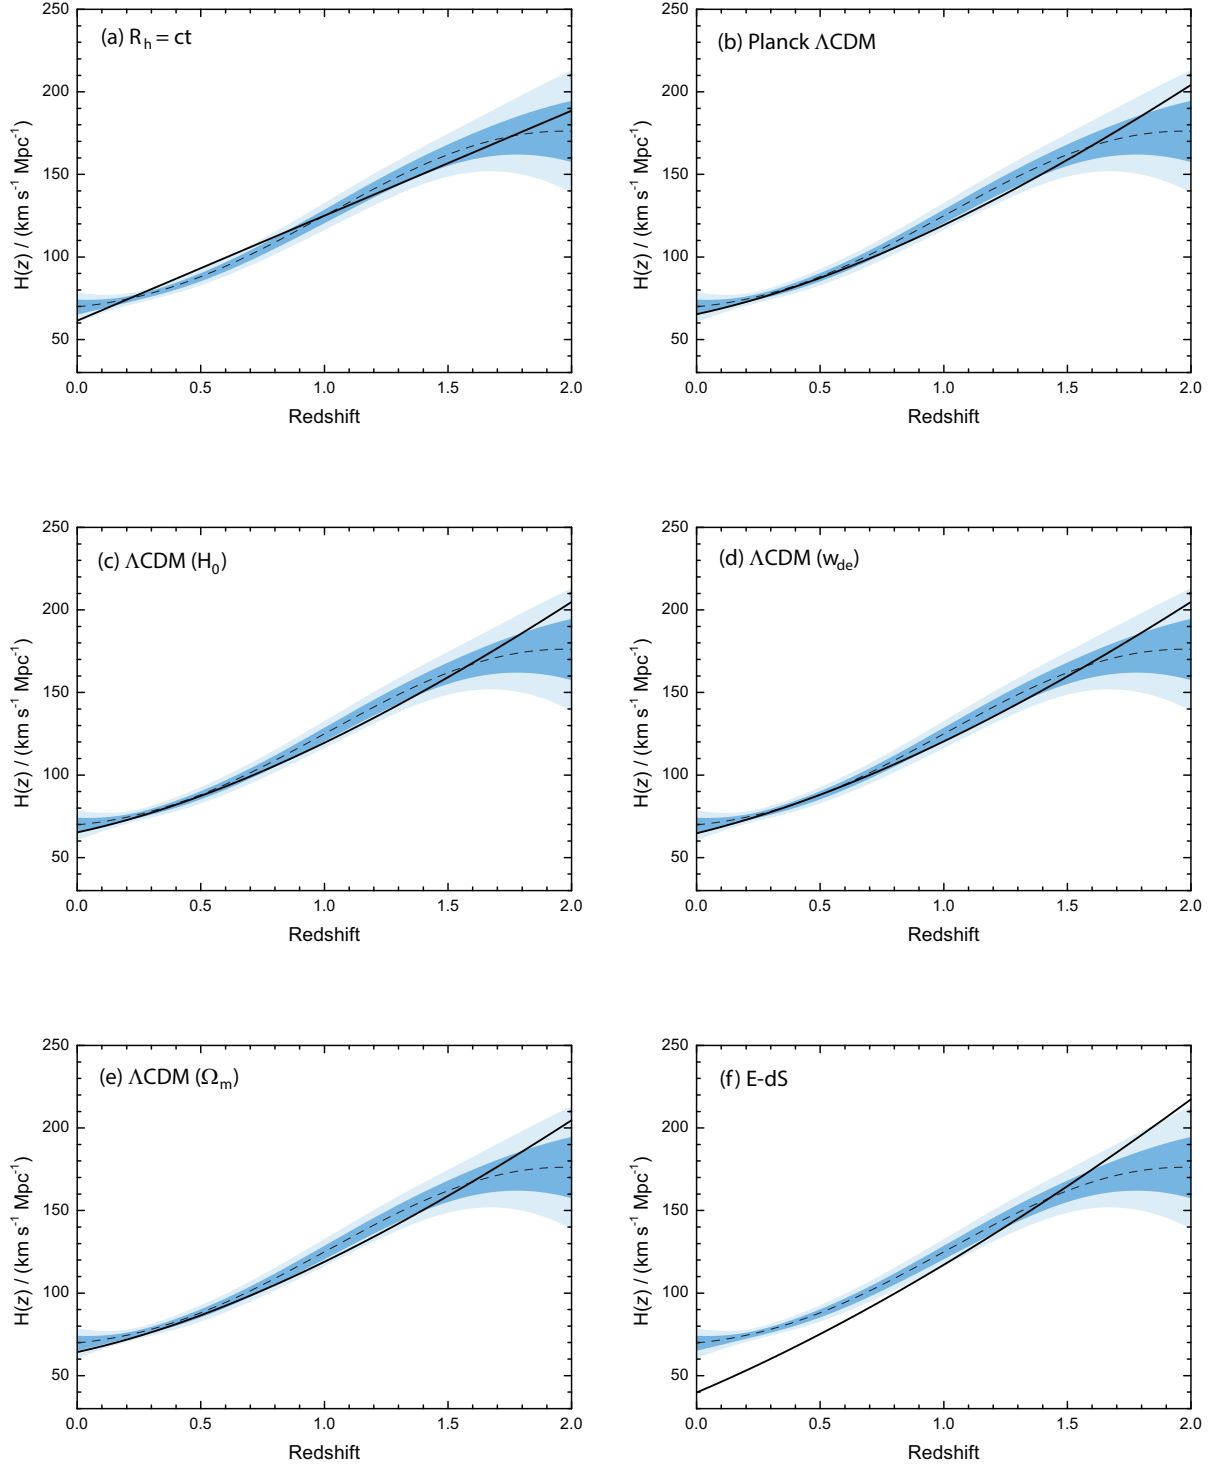 (a) R_h = ct
250
200
150
100
50
H(z) / (km s⁻¹ Mpc⁻¹)
0.0 0.5 1.0 1.5 2.0
Redshift
(b) Planck ΛCDM
250
200
150
100
50
H(z) / (km s⁻¹ Mpc⁻¹)
0.0 0.5 1.0 1.5 2.0
Redshift
(c) ΛCDM (H₀)
250
200
150
100
50
H(z) / (km s⁻¹ Mpc⁻¹)
0.0 0.5 1.0 1.5 2.0
Redshift
(d) ΛCDM (w_de)
250
200
150
100
50
H(z) / (km s⁻¹ Mpc⁻¹)
0.0 0.5 1.0 1.5 2.0
Redshift
(e) ΛCDM (Ω_m)
250
200
150
100
50
H(z) / (km s⁻¹ Mpc⁻¹)
0.0 0.5 1.0 1.5 2.0
Redshift
(f) E-dS
250
200
150
100
50
H(z) / (km s⁻¹ Mpc⁻¹)
0.0 0.5 1.0 1.5 2.0
Redshift